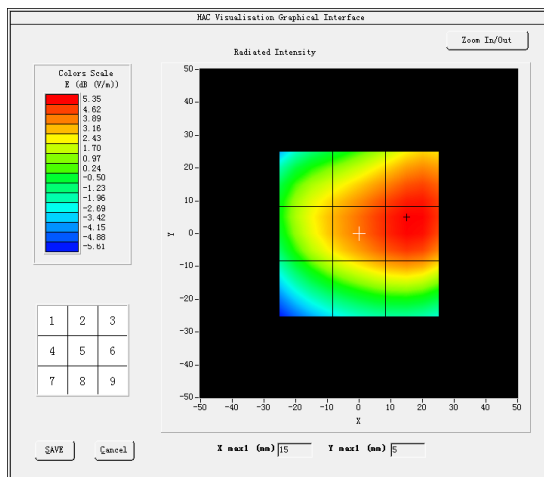 HAC Visualisation Graphical Interface
Zoom In/Out
Radiated Intensity
Colors Scale
E (dB (V/m))
5.35
4.62
3.89
3.16
2.43
1.70
0.97
0.24
-0.50
-1.23
-1.96
-2.69
-3.42
-4.15
-4.88
-5.61
50
40
30
20
10
0
-10
-20
-30
-40
-50
Y
-50 -40 -30 -20 -10 0 10 20 30 40 50
X
1 2 3
4 5 6
7 8 9
SAVE Cancel
X max1 (mm) 15 Y max1 (mm) 5